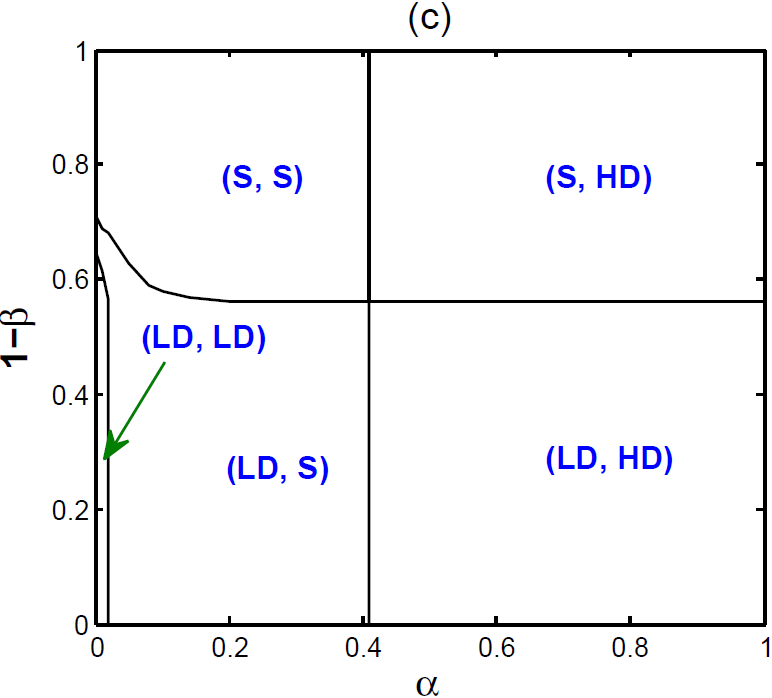 (c)
1
0.8
0.6
0.4
0.2
0
1−β
(S, S)
(S, HD)
(LD, LD)
(LD, S)
(LD, HD)
0
0.2
0.4
0.6
0.8
1
α